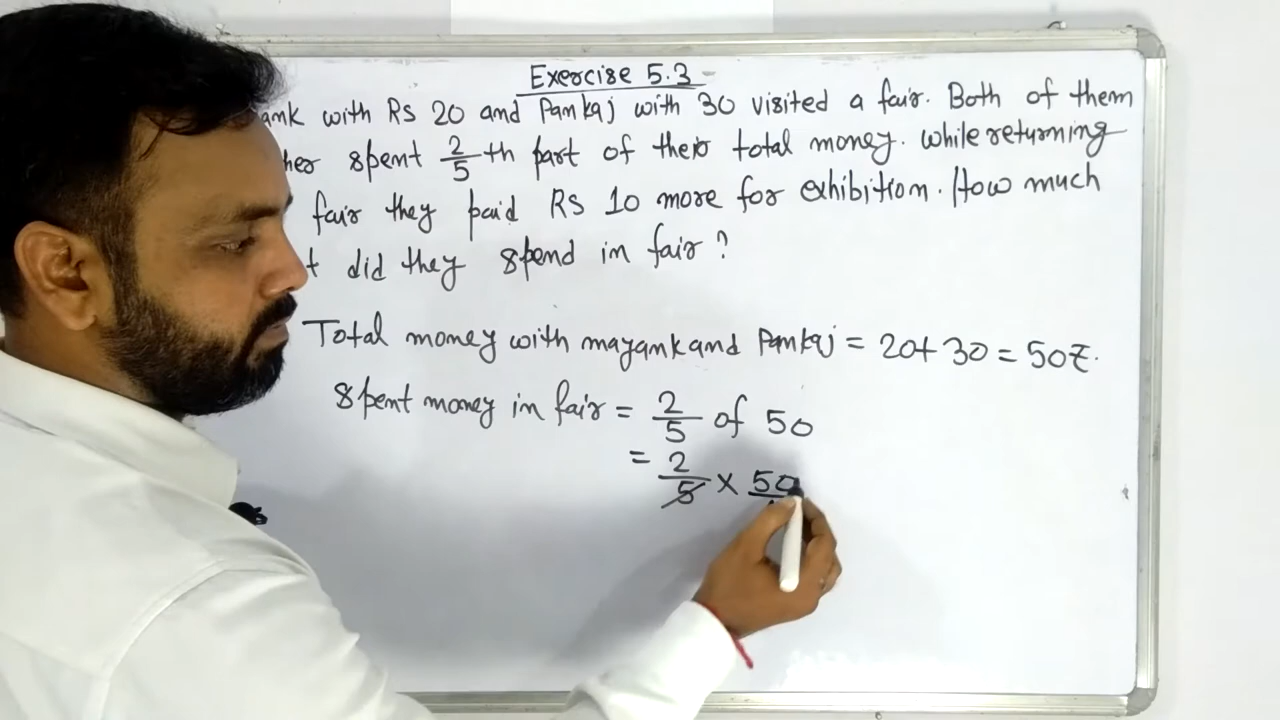 Exercise 5.3
ank with Rs 20 and Pankaj with 30 visited a fair. Both of them
her spent 2/5 th part of their total money. while returning
fair they paid RS 10 more for exhibition. How much
t did they spend in fair ?
Total money with mayank and Pankaj = 20+ 30 = 50₹.
Spent money in fair = 2/5 of 50
= 2/5 × 50